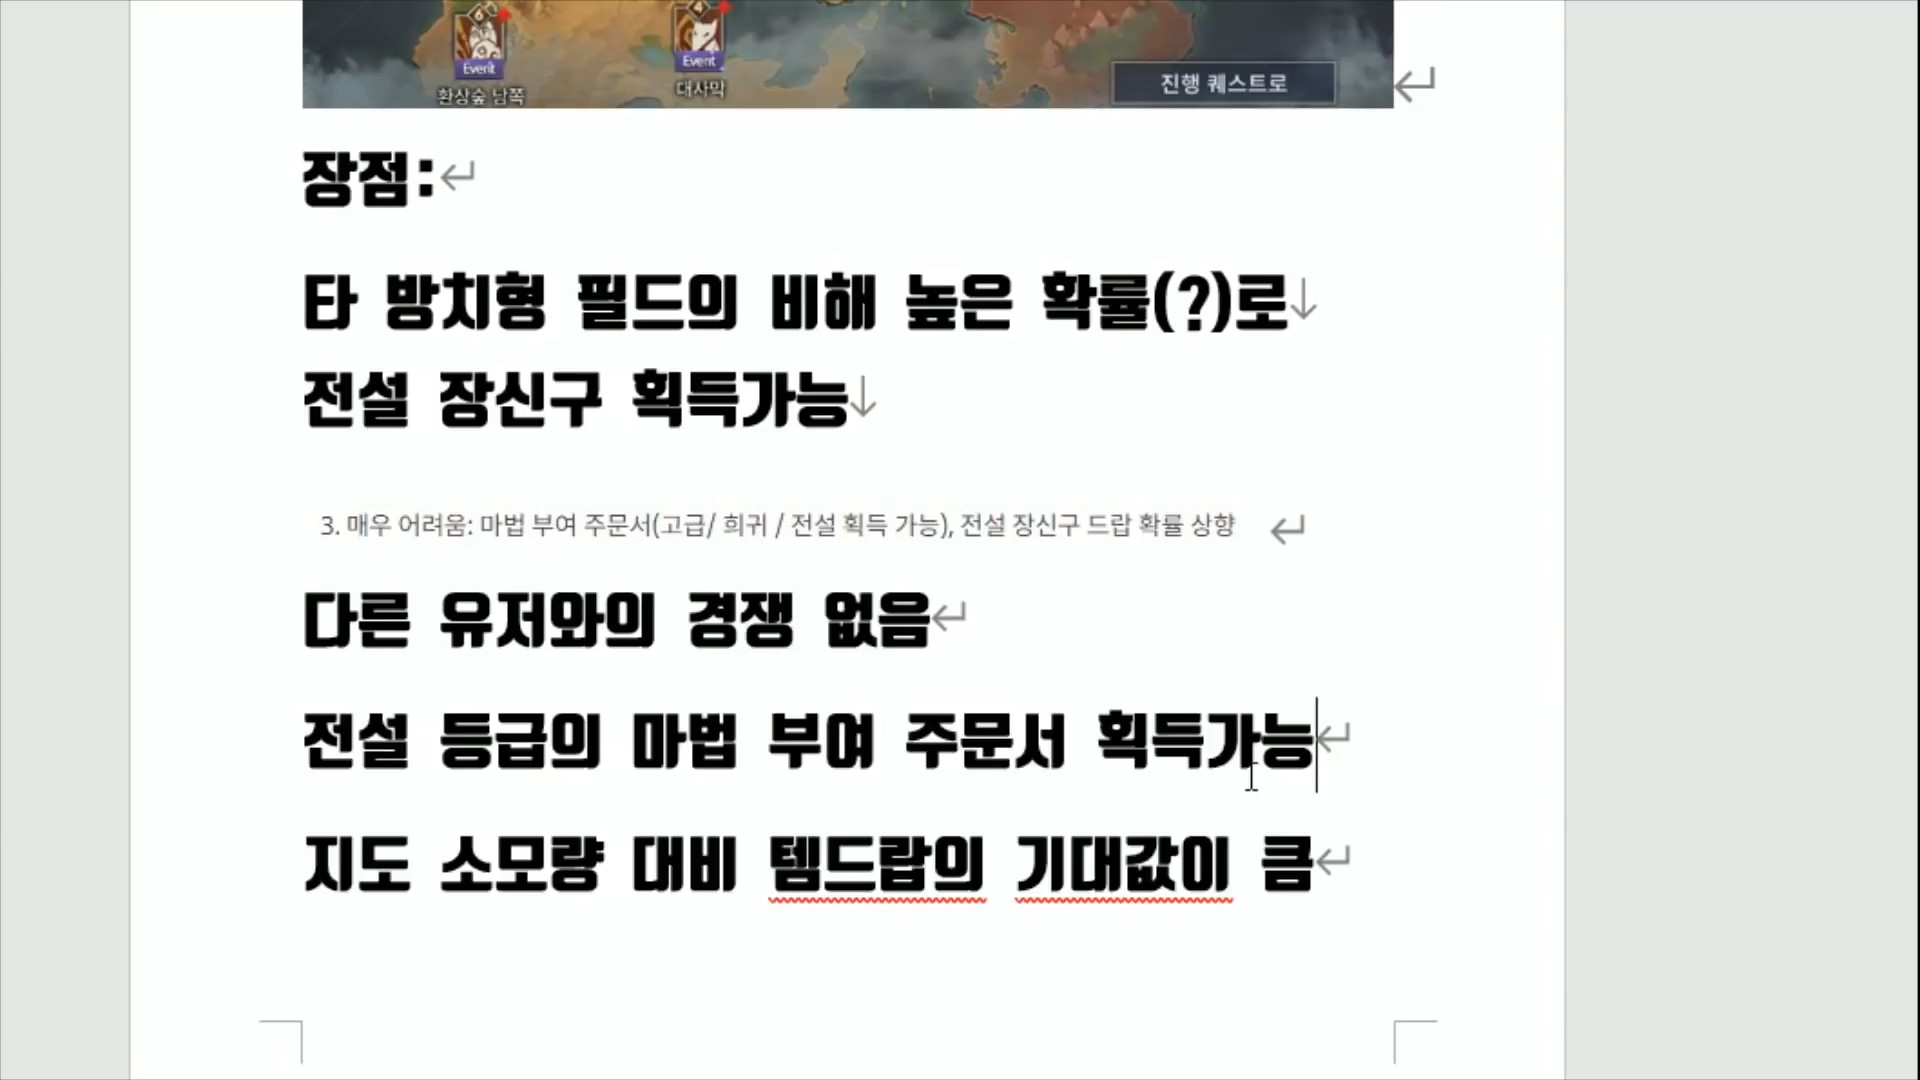 6
4
Event
Event
환상숲 남쪽
대사막
진행 퀘스트로
장점:
타 방치형 필드의 비해 높은 확률(?)로
전설 장신구 획득가능
3. 매우 어려움: 마법 부여 주문서(고급/ 희귀 / 전설 획득 가능), 전설 장신구 드랍 확률 상향
다른 유저와의 경쟁 없음
전설 등급의 마법 부여 주문서 획득가능
지도 소모량 대비 템드랍의 기대값이 큼